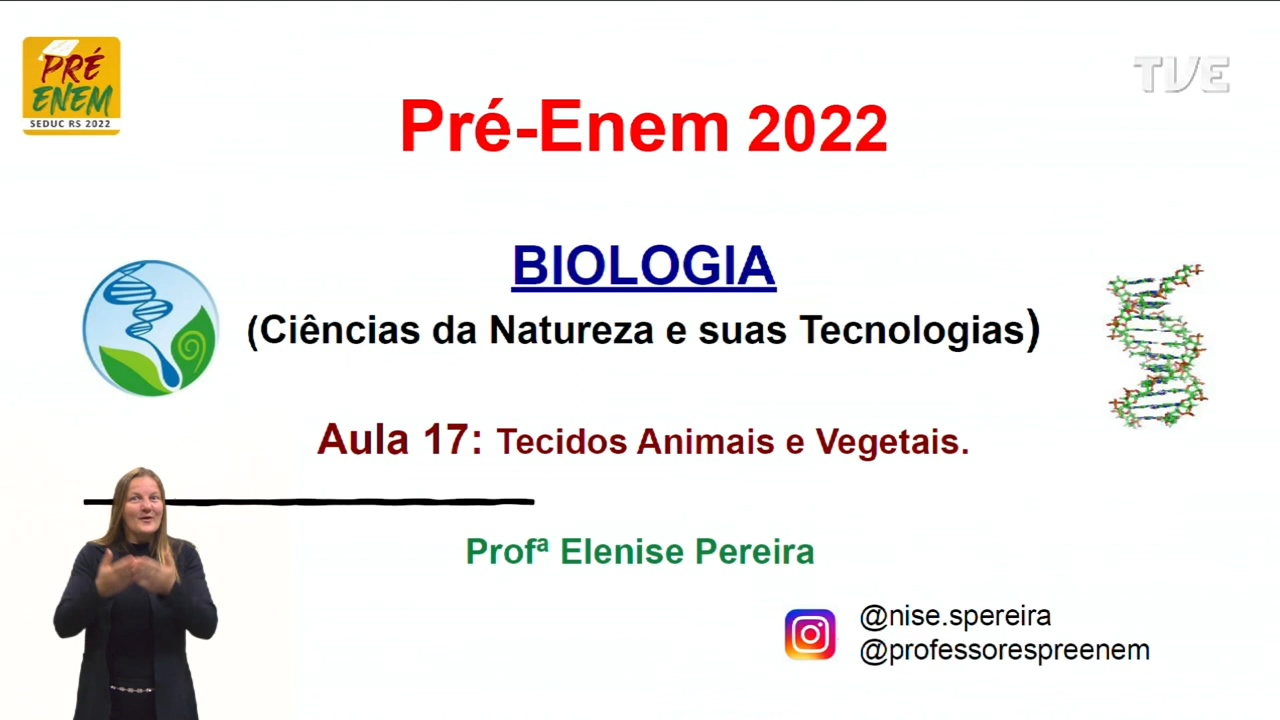 PRÉ
ENEM
SEDUC RS 2022
TVE
Pré-Enem 2022
BIOLOGIA
(Ciências da Natureza e suas Tecnologias)
Aula 17: Tecidos Animais e Vegetais.
Profª Elenise Pereira
@nise.spereira
@professorespreenem